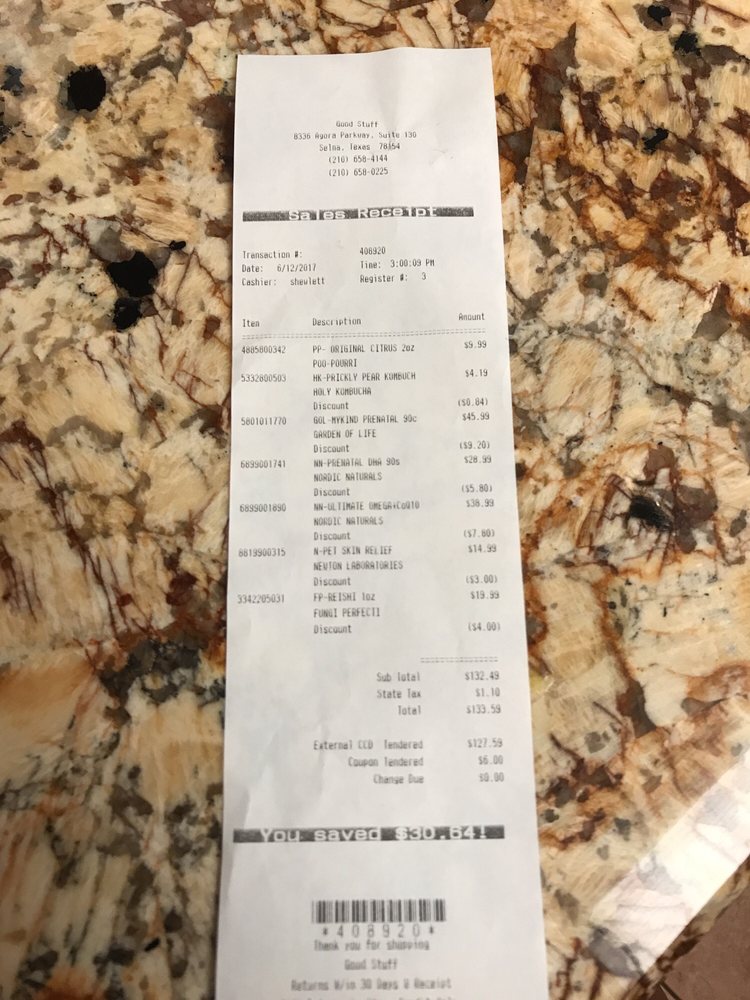 Good Stuff
8336 Agora Parkway, Suite 130
Selma, Texas 78154
(210) 658-4144
(210) 658-0225
Sales Receipt
Transaction #: 408920
Date: 6/12/2017 Time: 3:00:09 PM
Cashier: shewlett Register #: 3
Item Description Amount
4885800342 PP- ORIGINAL CITRUS 2oz $9.99
POO-POURRI
5332800503 HK-PRICKLY PEAR KOMBUCH $4.19
HOLY KOMBUCHA
Discount ($0.84)
5801011770 GOL-MYKIND PRENATAL 90c $45.99
GARDEN OF LIFE
Discount ($9.20)
6899001741 NN-PRENATAL DHA 90s $28.99
NORDIC NATURALS
Discount ($5.80)
6899001890 NN-ULTIMATE OMEGA+CoQ10 $38.99
NORDIC NATURALS
Discount ($7.80)
8819900315 N-PET SKIN RELIEF $14.99
NEWTON LABORATORIES
Discount ($3.00)
3342205031 FP-REISHI 1oz $19.99
FUNGI PERFECTI
Discount ($4.00)
Sub Total $132.49
State Tax $1.10
Total $133.59
External CCD Tendered $127.59
Coupon Tendered $6.00
Change Due $0.00
You saved $30.64!
*408920*
Thank you for shopping
Good Stuff
Returns W/in 30 Days & Receipt